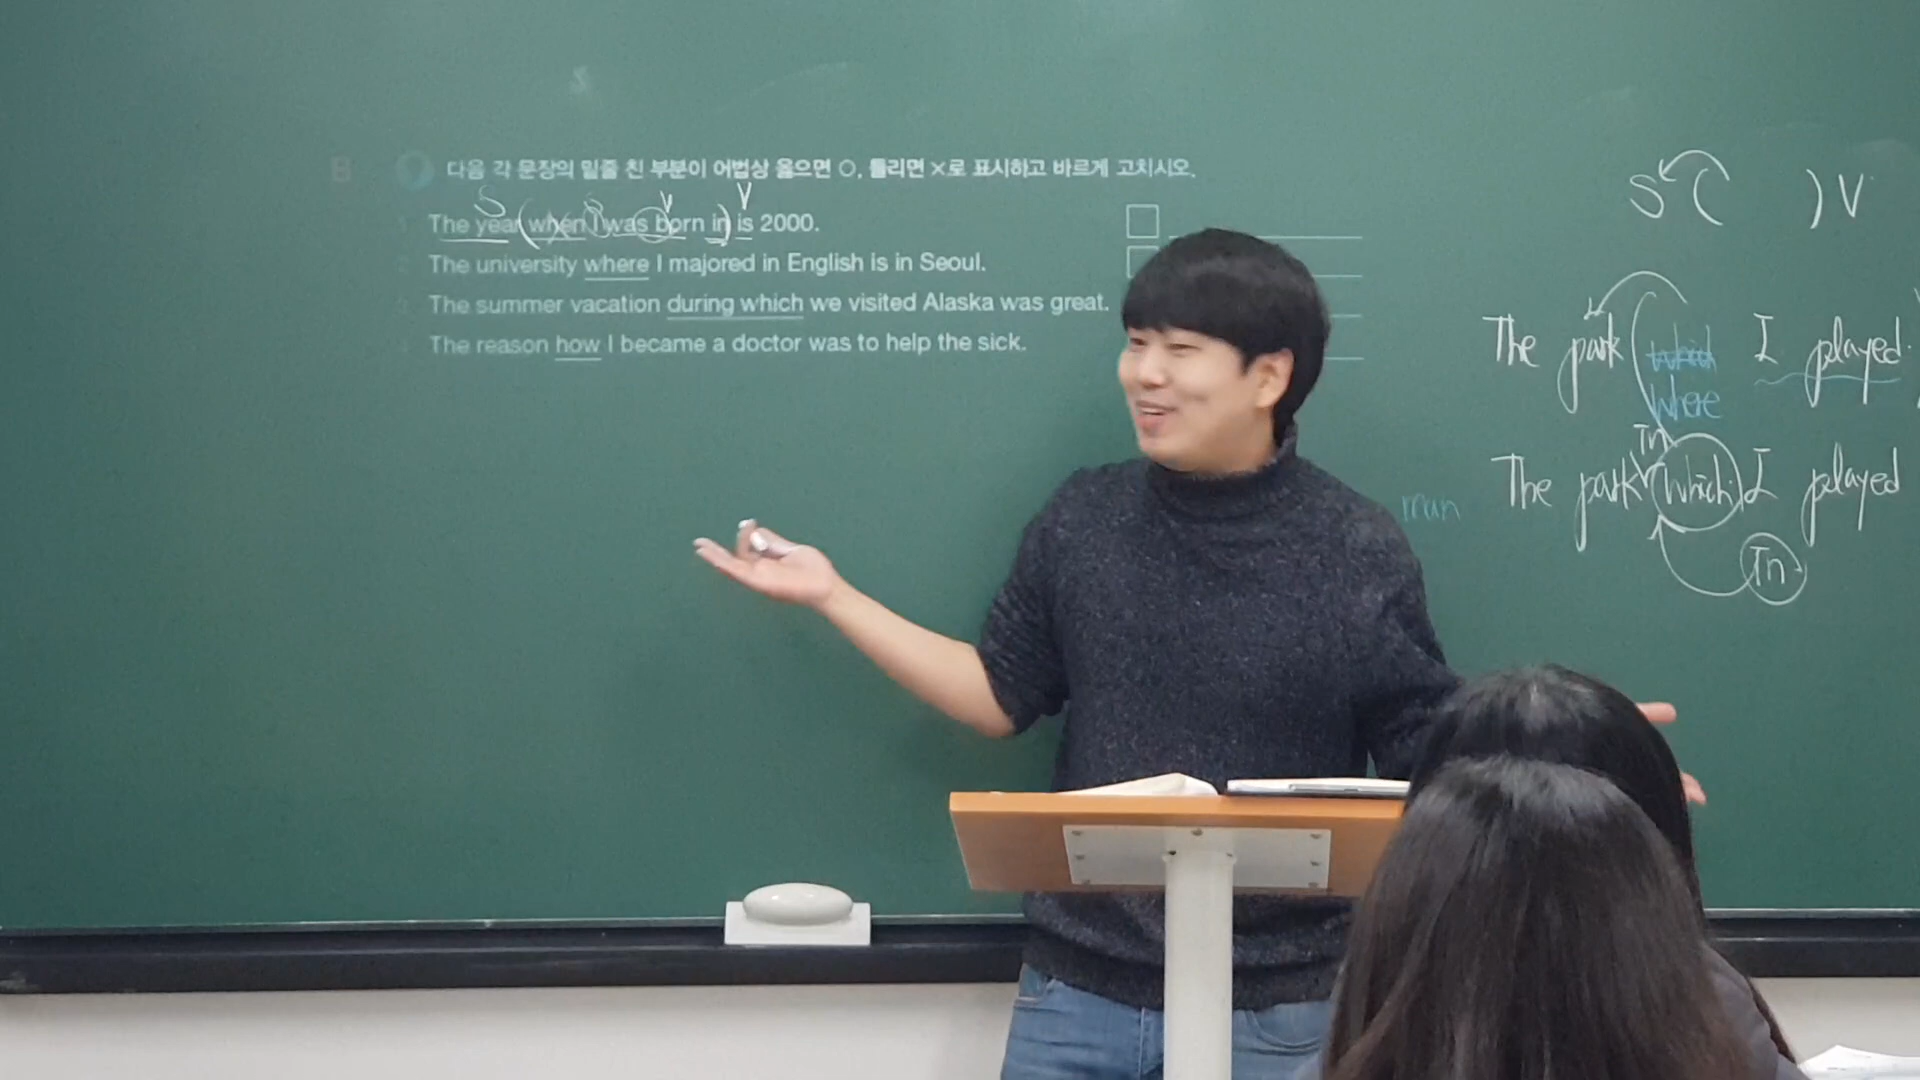 다음 각 문장의 밑줄 친 부분이 어법상 옳으면 ○, 틀리면 ×로 표시하고 바르게 고치시오.
S S V V
The year (when I was born in) is 2000.
The university where I majored in English is in Seoul.
The summer vacation during which we visited Alaska was great.
The reason how I became a doctor was to help the sick.
S ( ) V
The park (which I played
where
In
The park which I played
man
In